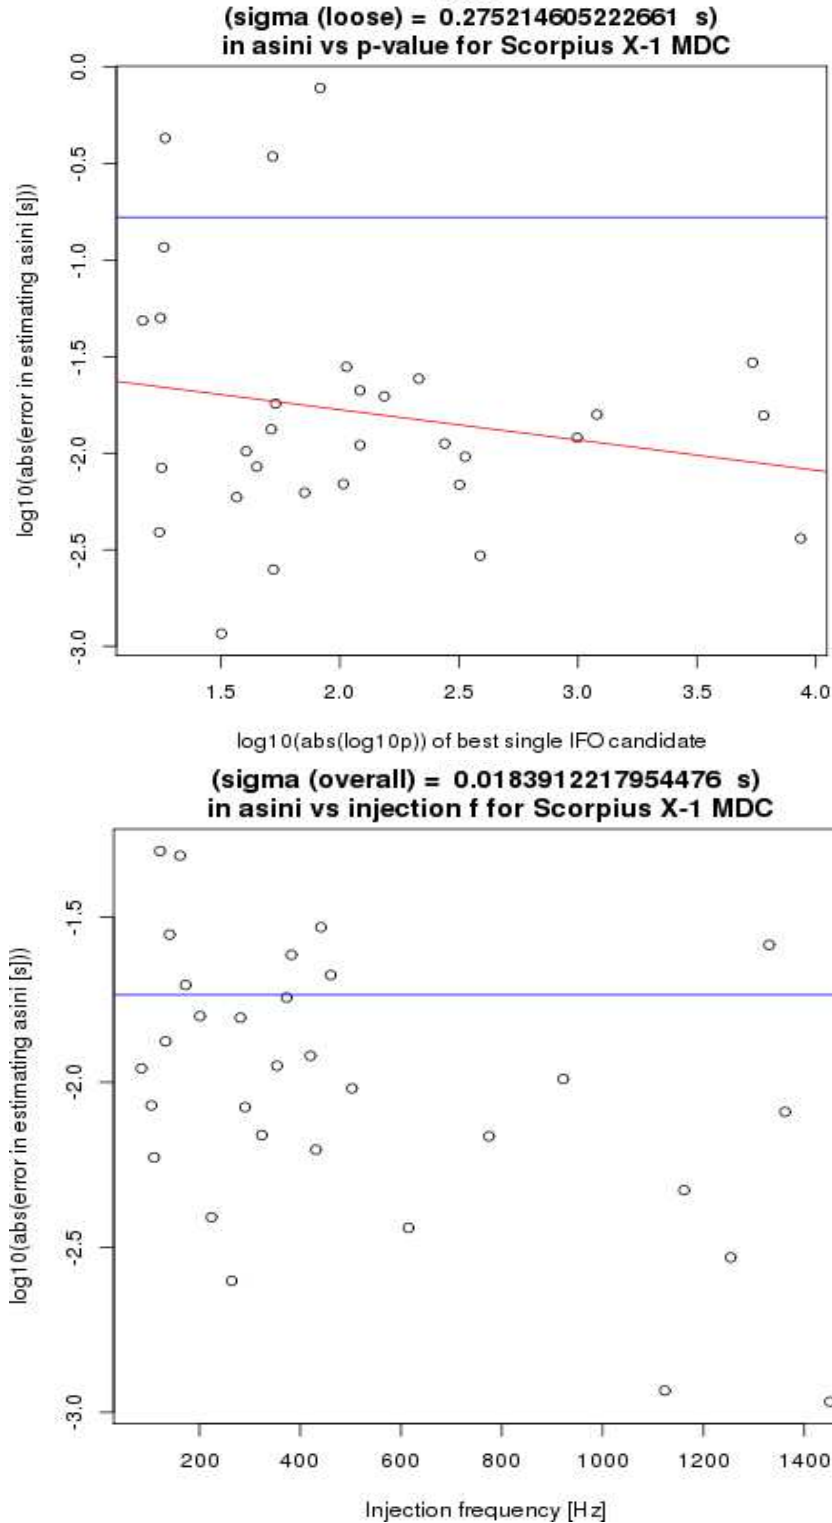 (sigma (loose) = 0.275214605222661 s)
in asini vs p-value for Scorpius X-1 MDC
log10(abs(error in estimating asini [s]))
0.0
-0.5
-1.0
-1.5
-2.0
-2.5
-3.0
1.5 2.0 2.5 3.0 3.5 4.0
log10(abs(log10p)) of best single IFO candidate
(sigma (overall) = 0.0183912217954476 s)
in asini vs injection f for Scorpius X-1 MDC
log10(abs(error in estimating asini [s]))
-1.5
-2.0
-2.5
-3.0
200 400 600 800 1000 1200 1400
Injection frequency [Hz]